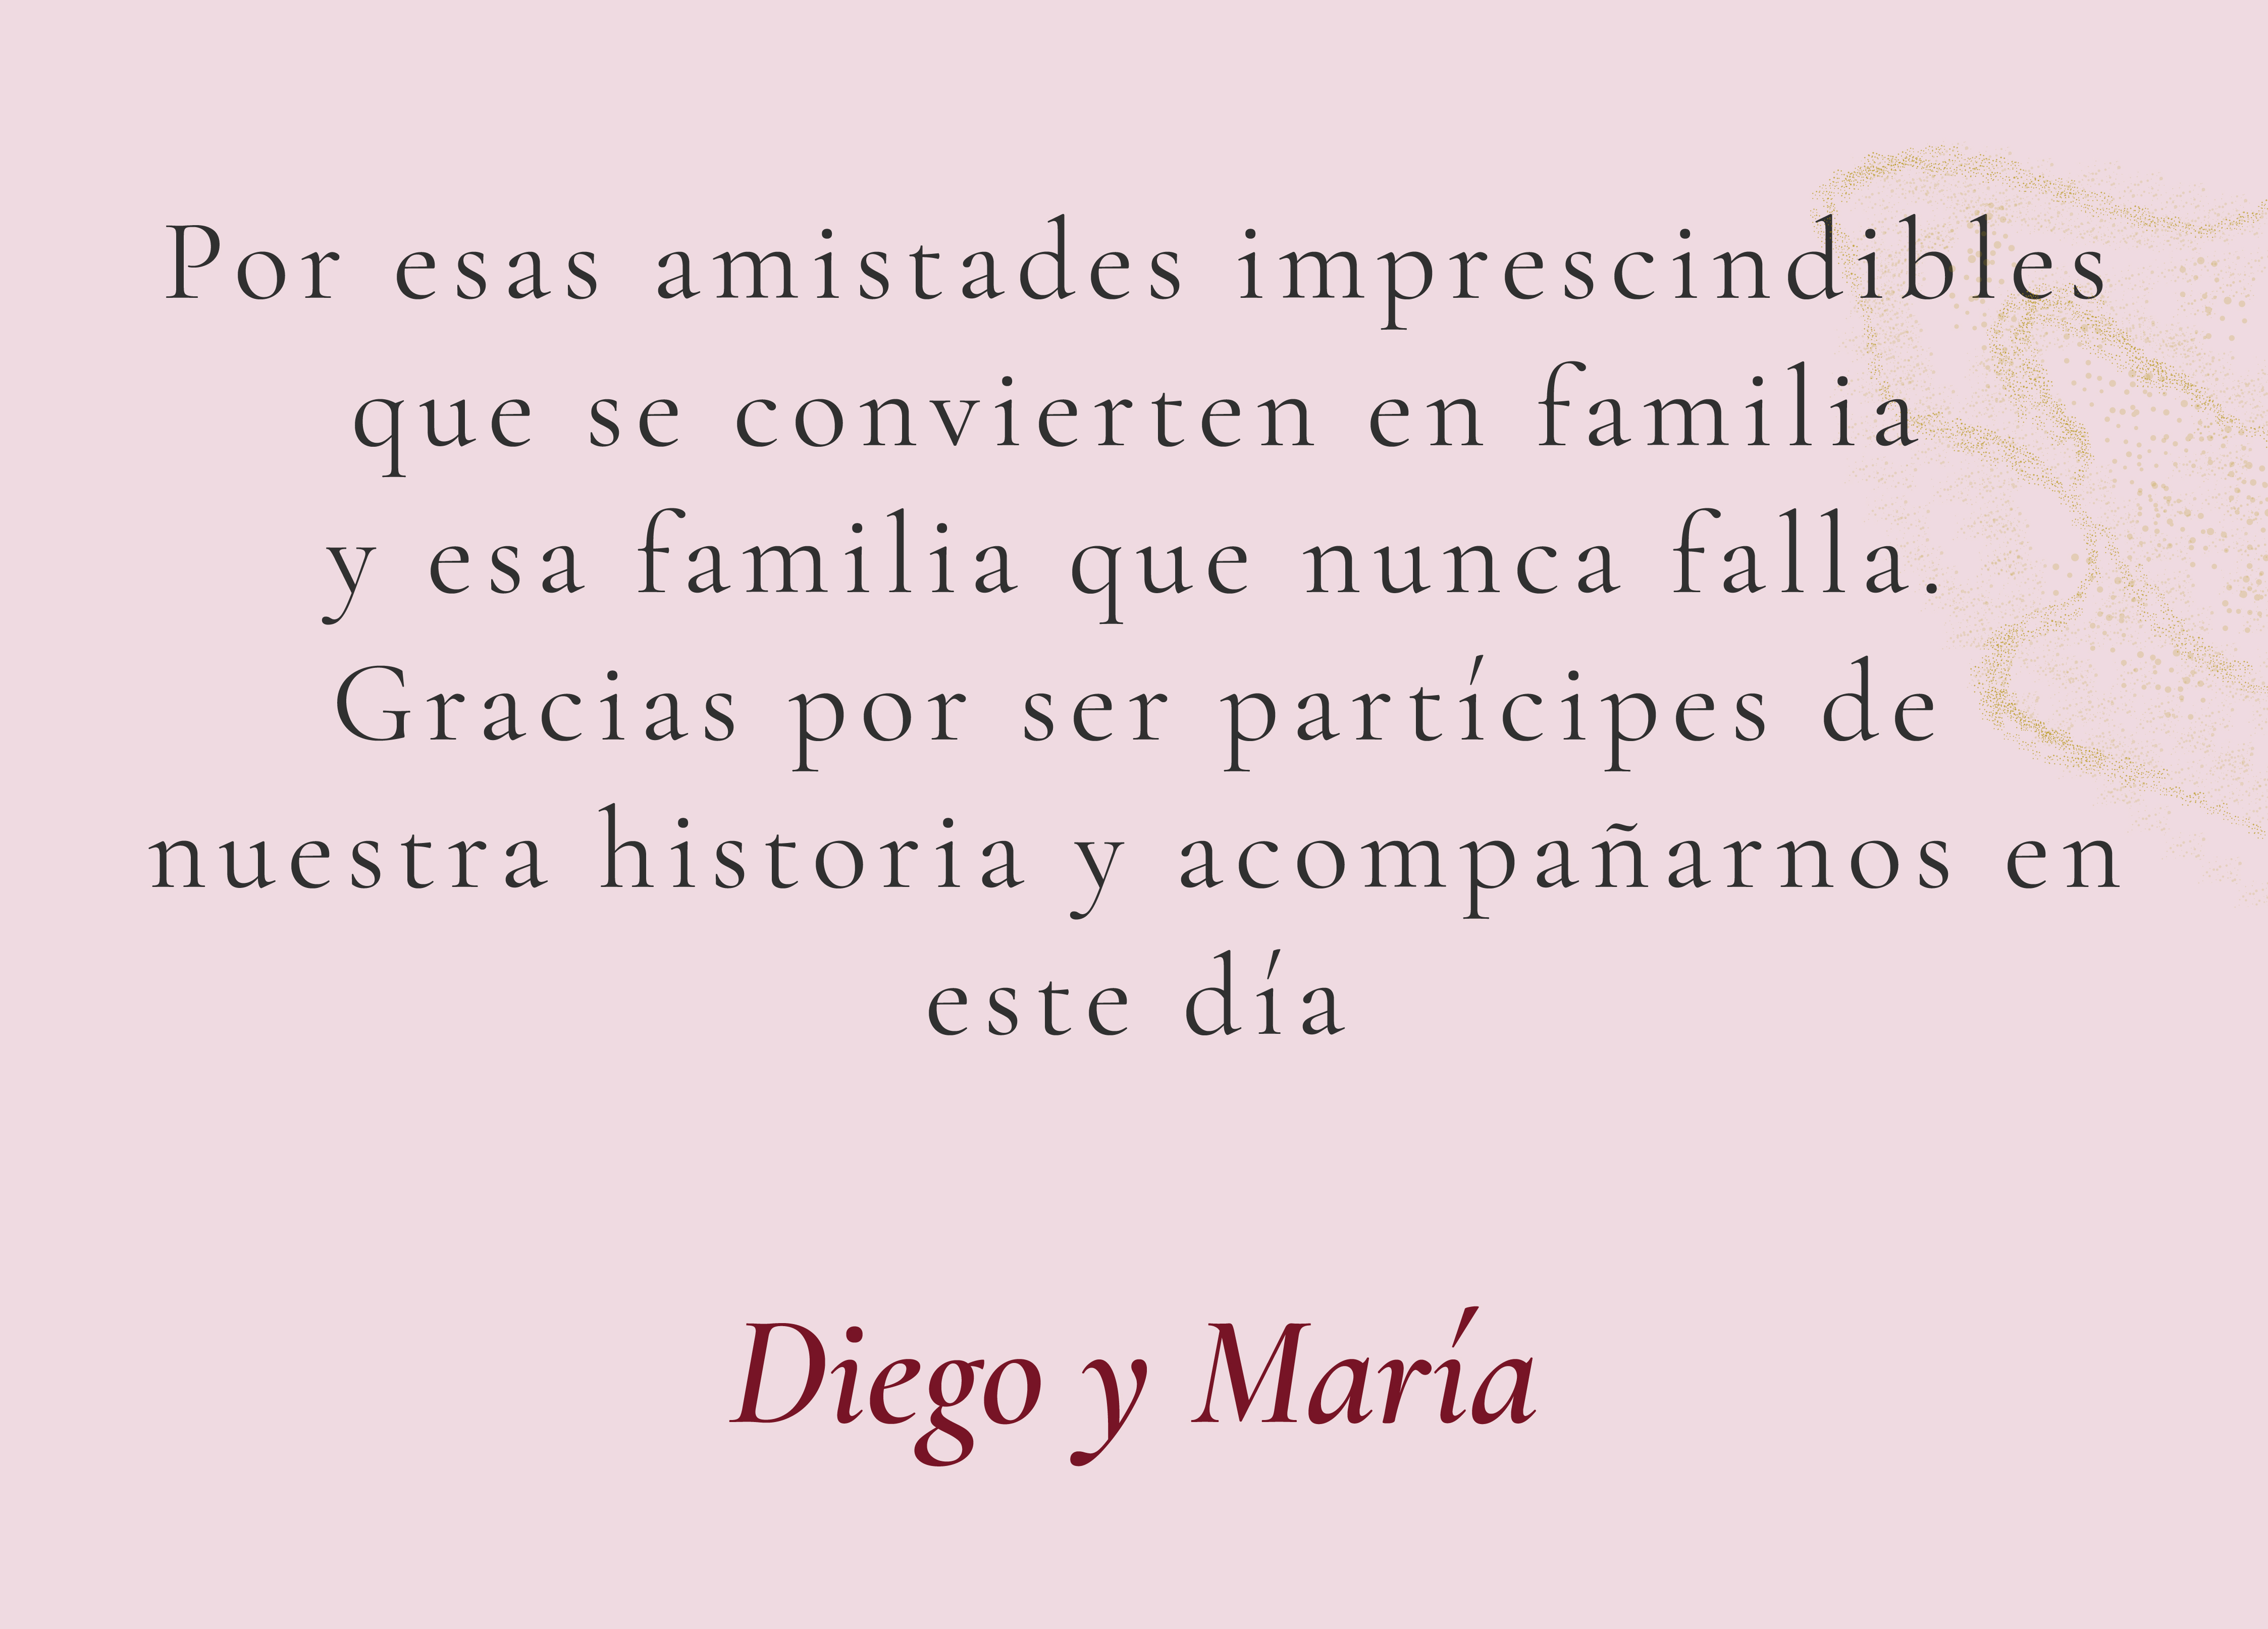 Por esas amistades imprescindibles
que se convierten en familia
y esa familia que nunca falla.
Gracias por ser partícipes de
nuestra historia y acompañarnos en
este día
Diego y María